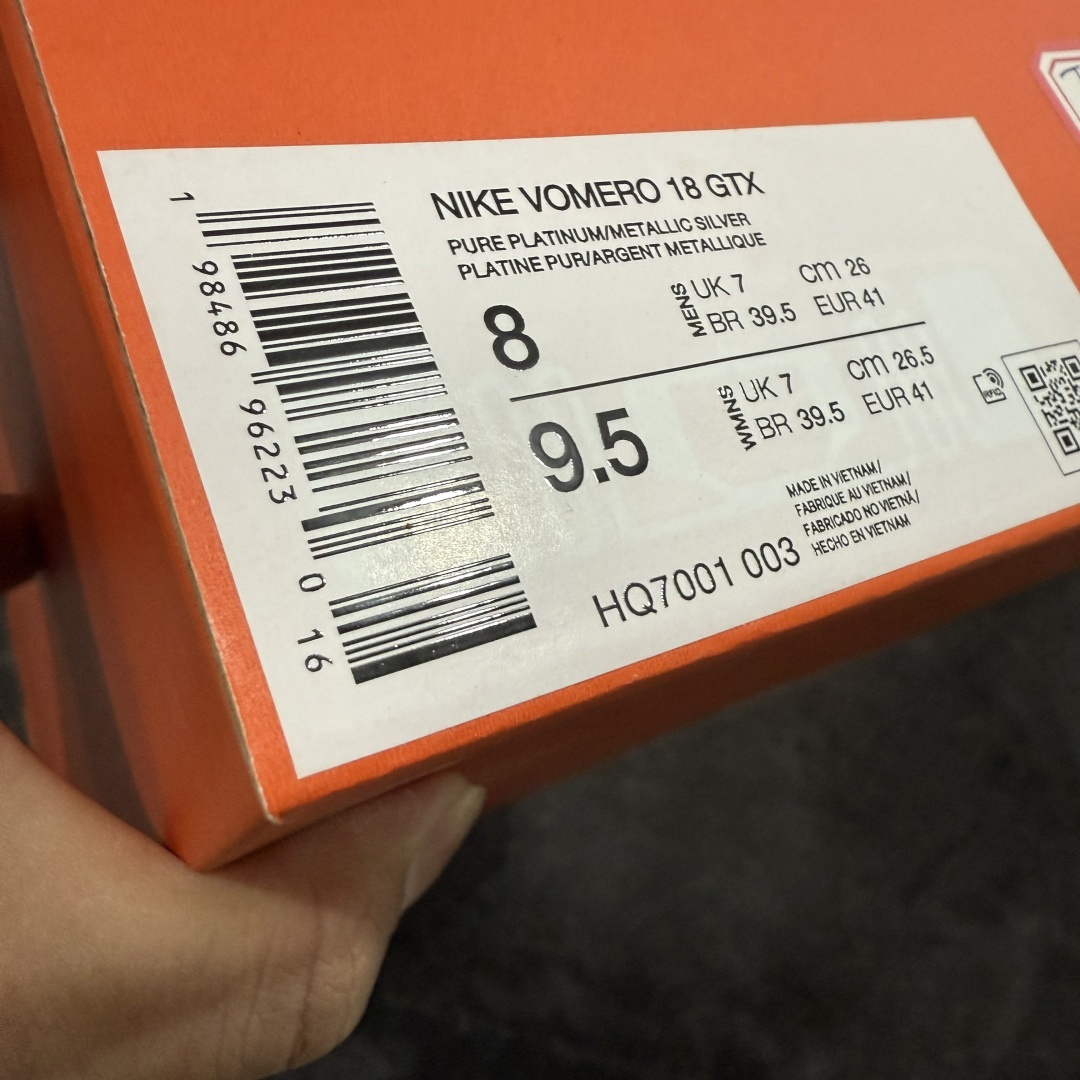 NIKE VOMERO 18 GTX
PURE PLATINUM/METALLIC SILVER
PLATINE PUR/ARGENT METALLIQUE
8
MENS
UK 7 cm 26
BR 39.5 EUR 41
9.5
WMNS
UK 7 cm 26.5
BR 39.5 EUR 41
RFID
MADE IN VIETNAM/
FABRIQUE AU VIETNAM/
FABRICADO NO VIETNÃ/
HECHO EN VIETNAM
HQ7001 003
1 98486 96223 0 16